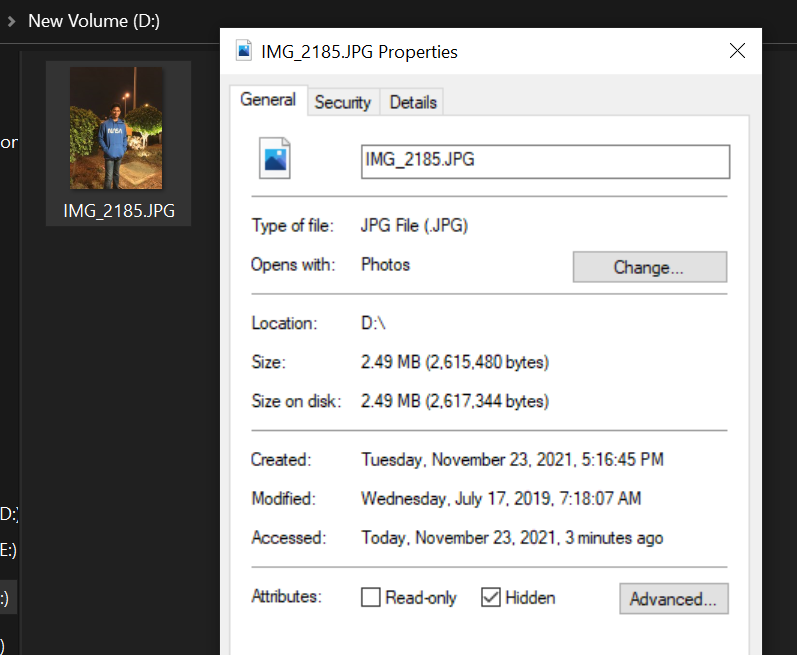 New Volume (D:)
IMG_2185.JPG Properties
General Security Details
NASA
IMG_2185.JPG
IMG_2185.JPG
Type of file: JPG File (.JPG)
Opens with: Photos Change...
Location: D:\
Size: 2.49 MB (2,615,480 bytes)
Size on disk: 2.49 MB (2,617,344 bytes)
Created: Tuesday, November 23, 2021, 5:16:45 PM
Modified: Wednesday, July 17, 2019, 7:18:07 AM
Accessed: Today, November 23, 2021, 3 minutes ago
Attributes: Read-only Hidden Advanced...
or
D:)
E:)
:)
)